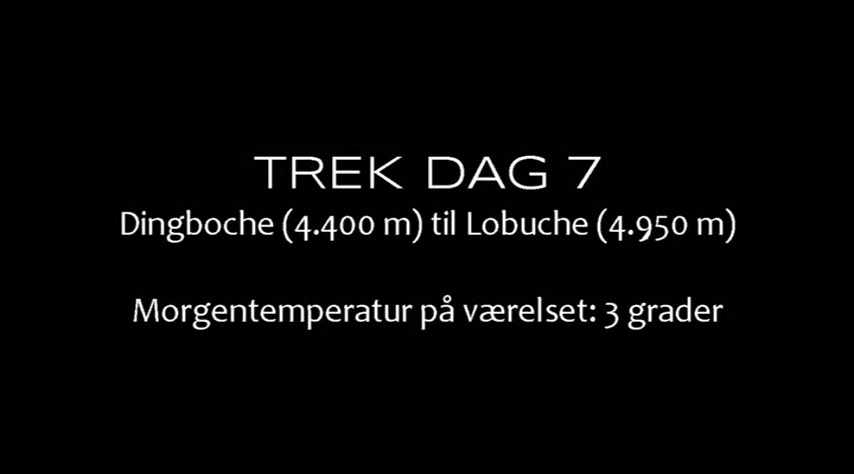 TREK DAG 7
Dingboche (4.400 m) til Lobuche (4.950 m)
Morgentemperatur på værelset: 3 grader